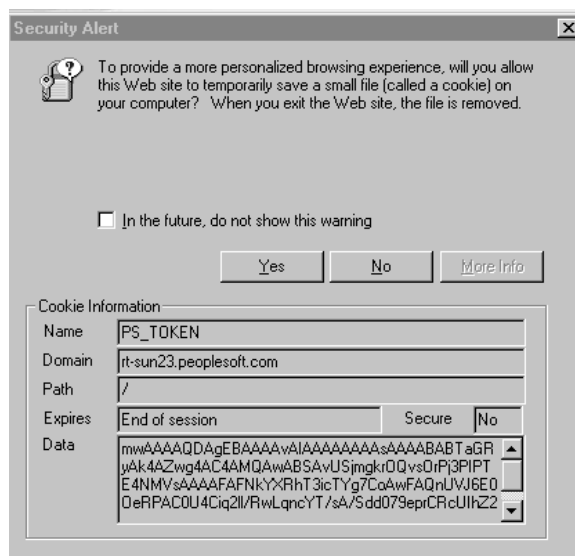 Security Alert
To provide a more personalized browsing experience, will you allow
this Web site to temporarily save a small file (called a cookie) on
your computer? When you exit the Web site, the file is removed.
In the future, do not show this warning
Yes No More Info
Cookie Information
Name PS_TOKEN
Domain rt-sun23.peoplesoft.com
Path /
Expires End of session Secure No
Data